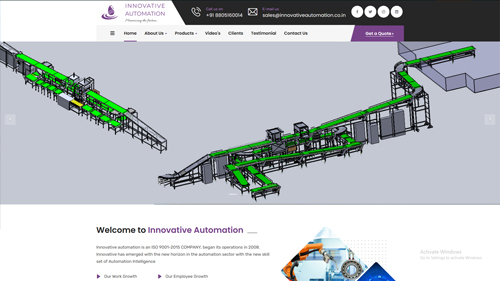 INNOVATIVE
AUTOMATION
Call us on
+91 8805160014
E-mail us
sales@innovativeautomation.co.in
Home
About Us
Products
Video's
Clients
Testimonial
Contact Us
Get a Quote
Welcome to Innovative Automation
Innovative automation is an ISO 9001-2015 COMPANY, began its operations in 2008.
Innovative has emerged with the new horizon in the automation sector with the new skill
set of Automation intelligence
Our Work Growth
Our Employee Growth
Activate Windows
Go to Settings to activate Windows.